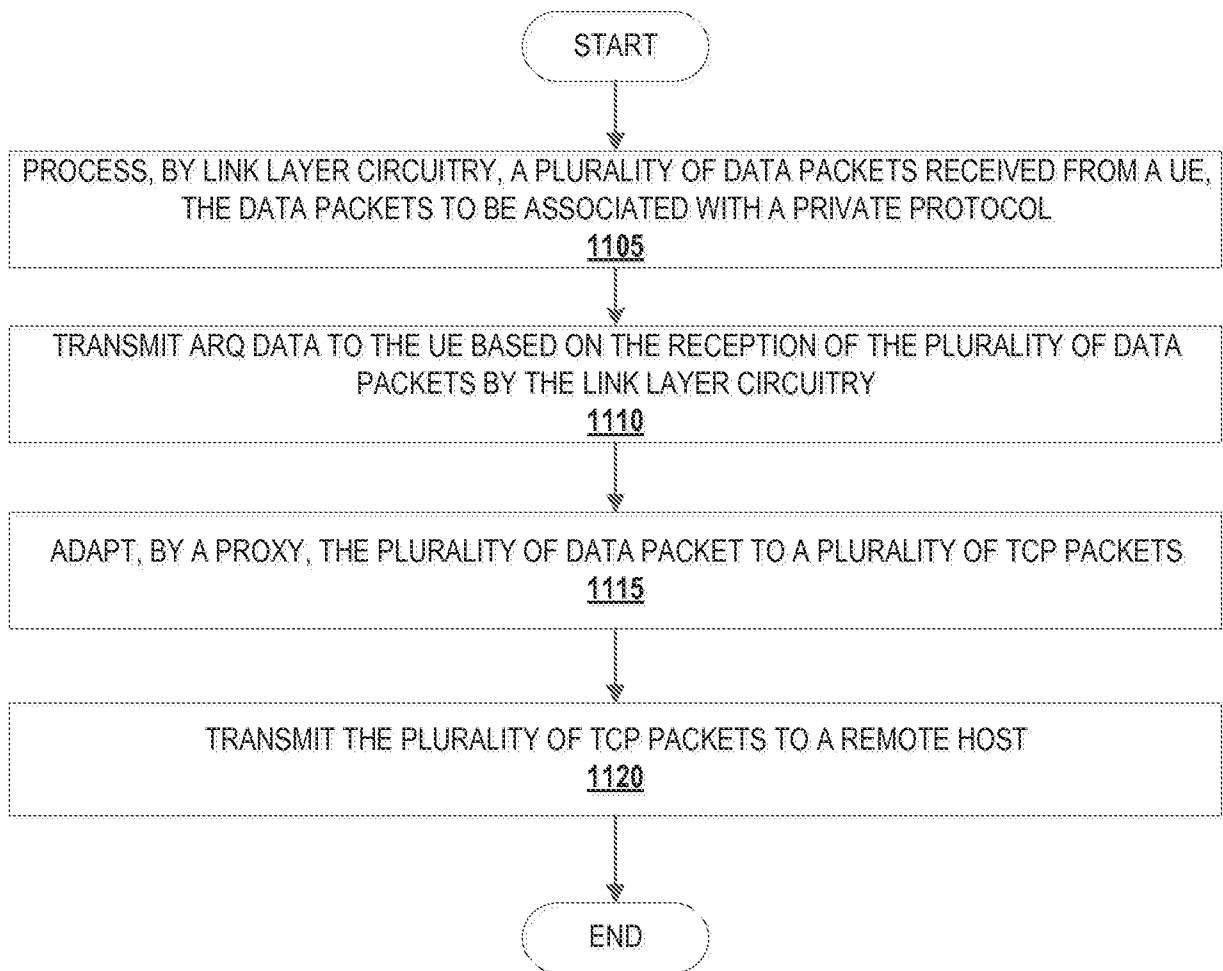 START
PROCESS, BY LINK LAYER CIRCUITRY, A PLURALITY OF DATA PACKETS RECEIVED FROM A UE,
THE DATA PACKETS TO BE ASSOCIATED WITH A PRIVATE PROTOCOL
1105
TRANSMIT ARQ DATA TO THE UE BASED ON THE RECEPTION OF THE PLURALITY OF DATA
PACKETS BY THE LINK LAYER CIRCUITRY
1110
ADAPT, BY A PROXY, THE PLURALITY OF DATA PACKET TO A PLURALITY OF TCP PACKETS
1115
TRANSMIT THE PLURALITY OF TCP PACKETS TO A REMOTE HOST
1120
END